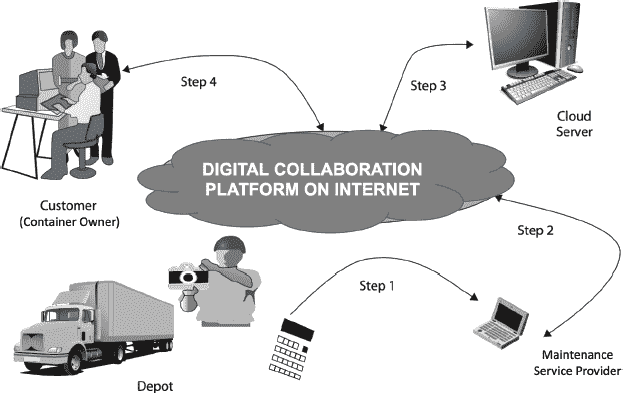 Step 4
Step 3
Cloud
Server
DIGITAL COLLABORATION
PLATFORM ON INTERNET
Customer
(Container Owner)
Step 2
Step 1
Maintenance
Service Provider
Depot